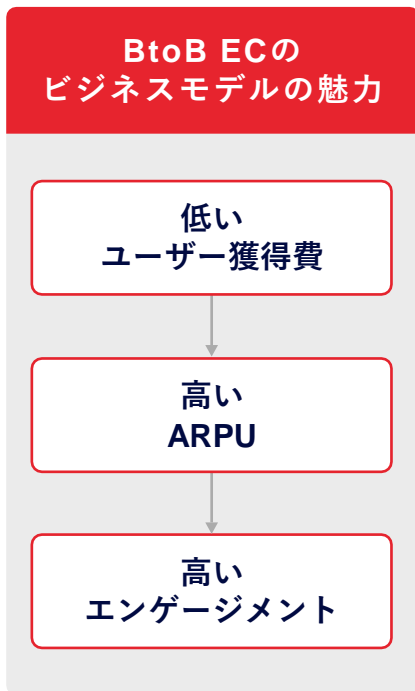 BtoB ECの
ビジネスモデルの魅力
低い
ユーザー獲得費
高い
ARPU
高い
エンゲージメント